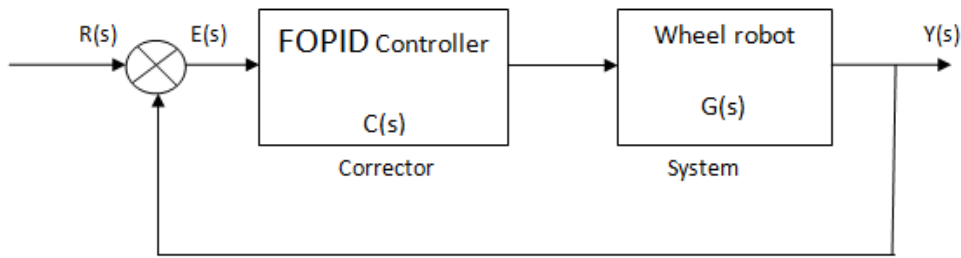 R(s)
E(s)
FOPID Controller
C(s)
Corrector
Wheel robot
G(s)
System
Y(s)